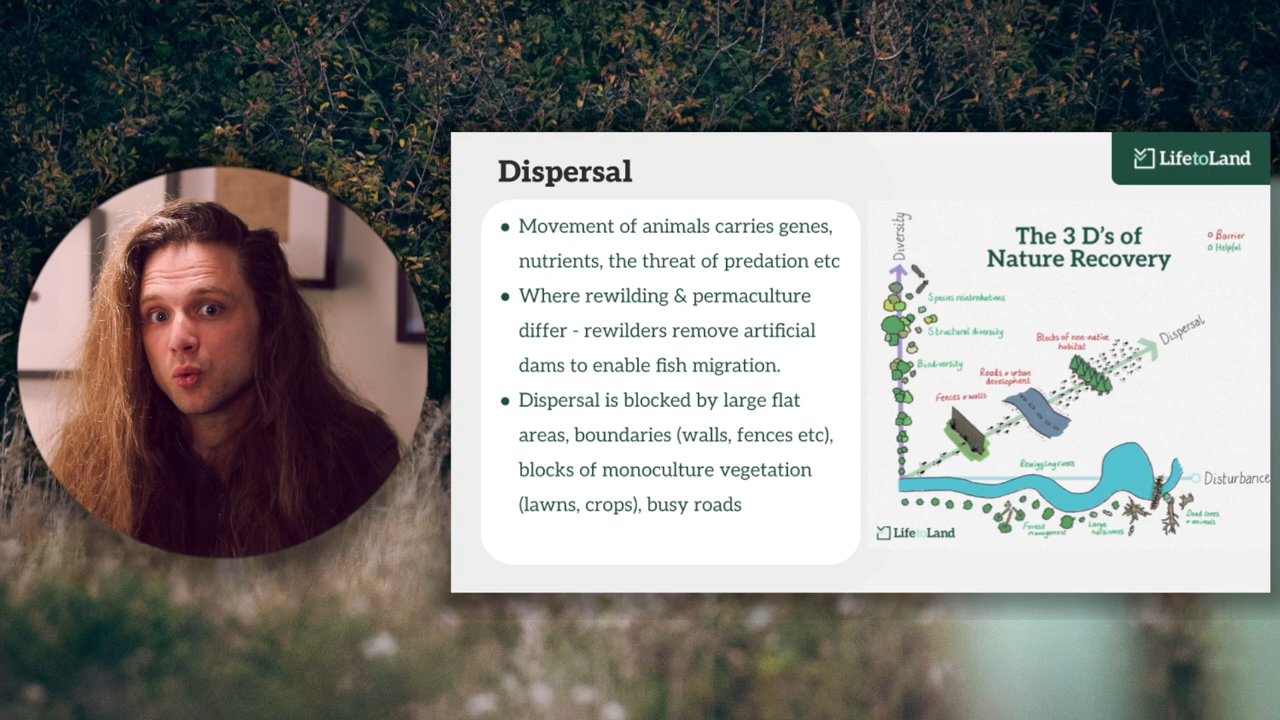 Dispersal
LifetoLand
• Movement of animals carries genes,
nutrients, the threat of predation etc
• Where rewilding & permaculture
differ - rewilders remove artificial
dams to enable fish migration.
• Dispersal is blocked by large flat
areas, boundaries (walls, fences etc),
blocks of monoculture vegetation
(lawns, crops), busy roads
The 3 D's of
Nature Recovery
Barrier
Helpful
Diversity
Species reintroductions
Structural diversity
Biodiversity
Dispersal
Blocks of non-native
habitat
Roads & urban
development
Fences & walls
Rewiggling rivers
Disturbance
Forest
management
Large
herbivores
Dead trees
& animals
LifetoLand